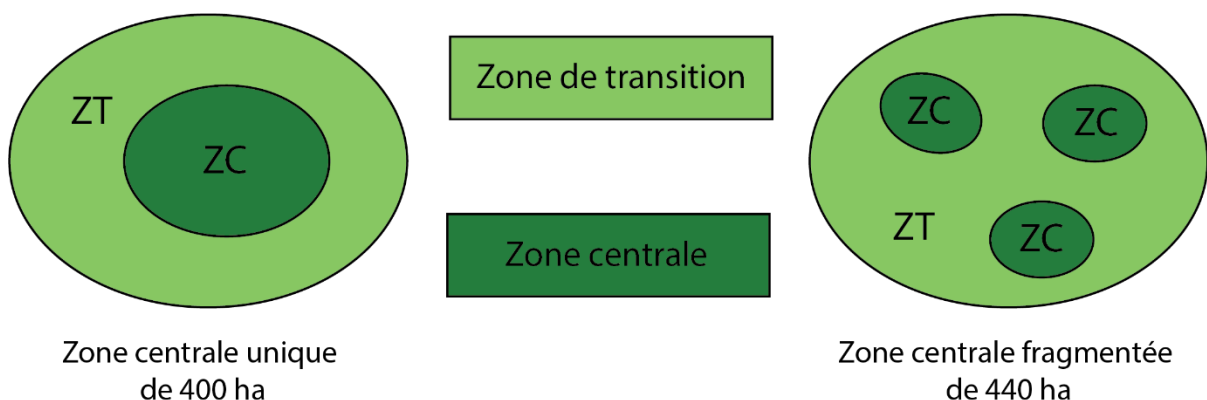 ZT
ZC
Zone centrale unique
de 400 ha
Zone de transition
Zone centrale
ZC
ZC
ZT
ZC
Zone centrale fragmentée
de 440 ha